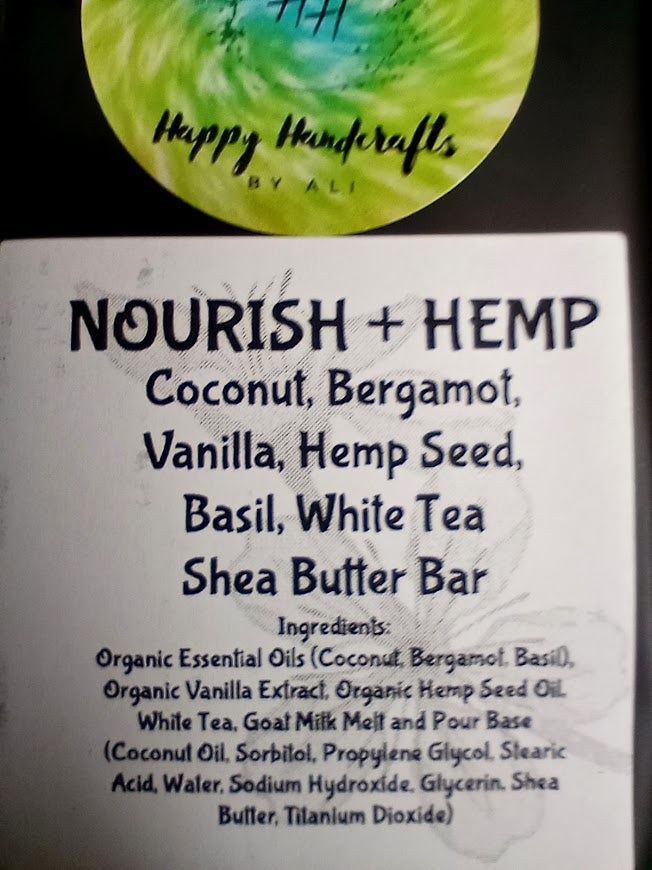 HH
Happy Handcrafts
BY ALI
NOURISH + HEMP
Coconut, Bergamot,
Vanilla, Hemp Seed,
Basil, White Tea
Shea Butter Bar
Ingredients:
Organic Essential Oils (Coconut, Bergamot, Basil),
Organic Vanilla Extract, Organic Hemp Seed Oil,
White Tea, Goat Milk Melt and Pour Base
(Coconut Oil, Sorbitol, Propylene Glycol, Stearic
Acid, Water, Sodium Hydroxide, Glycerin, Shea
Butter, Titanium Dioxide)